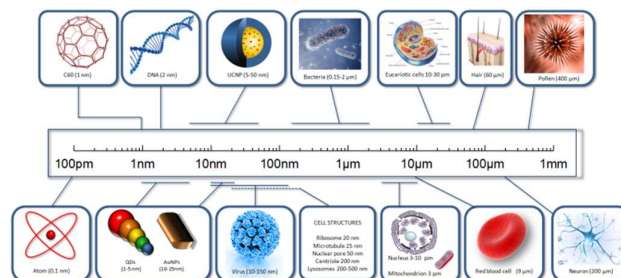 C60 (1 nm)
DNA (2 nm)
UCNP (5-50 nm)
Bacteria (0.15-2 µm)
Eucariotic cells 10-30 µm
Hair (60 µm)
Pollen (400 µm)
100pm
1nm
10nm
100nm
1µm
10µm
100µm
1mm
Atom (0.1 nm)
QDs
(1-5 nm)
AuNPs
(10-25nm)
Virus (10-150 nm)
CELL STRUCTURES
Ribosome 20 nm
Microtubule 25 nm
Nuclear pore 50 nm
Centriole 200 nm
Lysosomes 200-500 nm
Nucleus 3-10 µm
Mitochondrion 3 µm
Red blood cell (9 µm)
Neuron (200 µm)